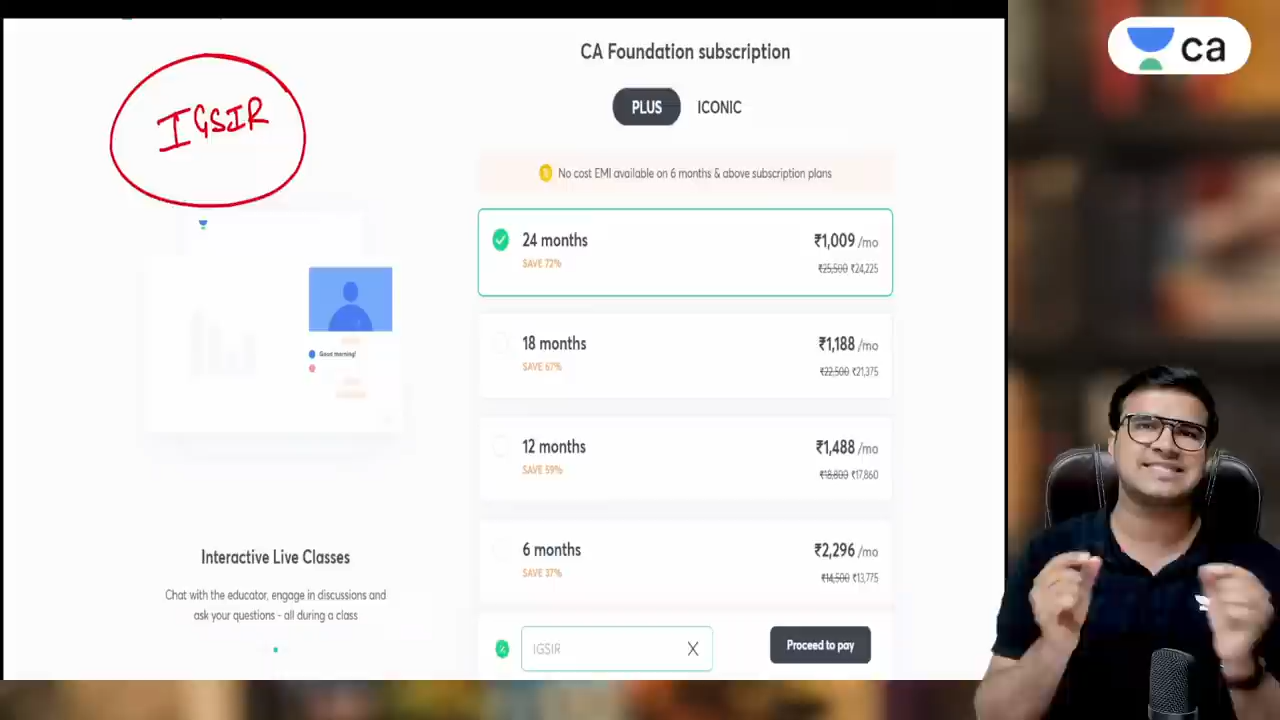 ca
IGSIR
CA Foundation subscription
PLUS ICONIC
No cost EMI available on 6 months & above subscription plans
24 months ₹1,009 /mo
SAVE 72% ₹25,500 ₹24,225
18 months ₹1,188 /mo
SAVE 67% ₹22,500 ₹21,375
12 months ₹1,488 /mo
SAVE 59% ₹18,800 ₹17,860
6 months ₹2,296 /mo
SAVE 37% ₹14,500 ₹13,775
IGSIR X Proceed to pay
Good morning!
Interactive Live Classes
Chat with the educator, engage in discussions and
ask your questions - all during a class